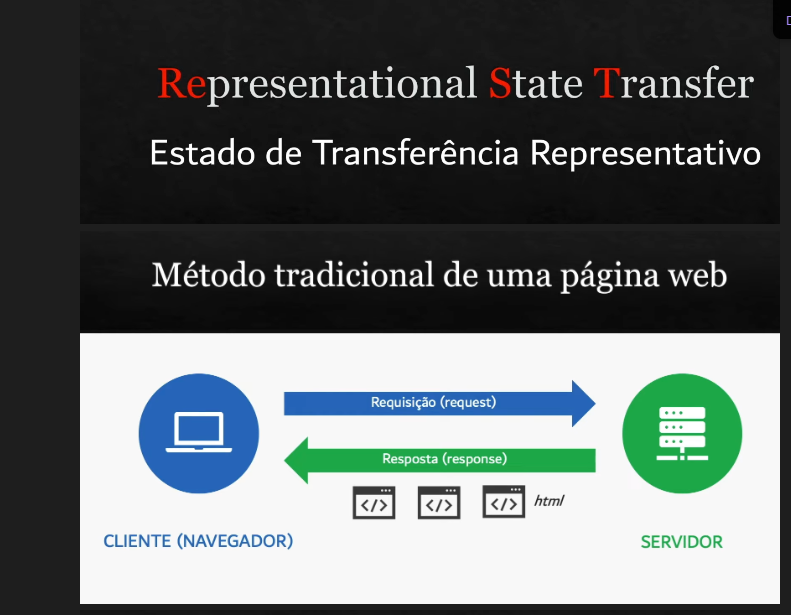 Representational State Transfer
Estado de Transferência Representativo
Método tradicional de uma página web
Requisição (request)
Resposta (response)
</> </> </> html
CLIENTE (NAVEGADOR)
SERVIDOR